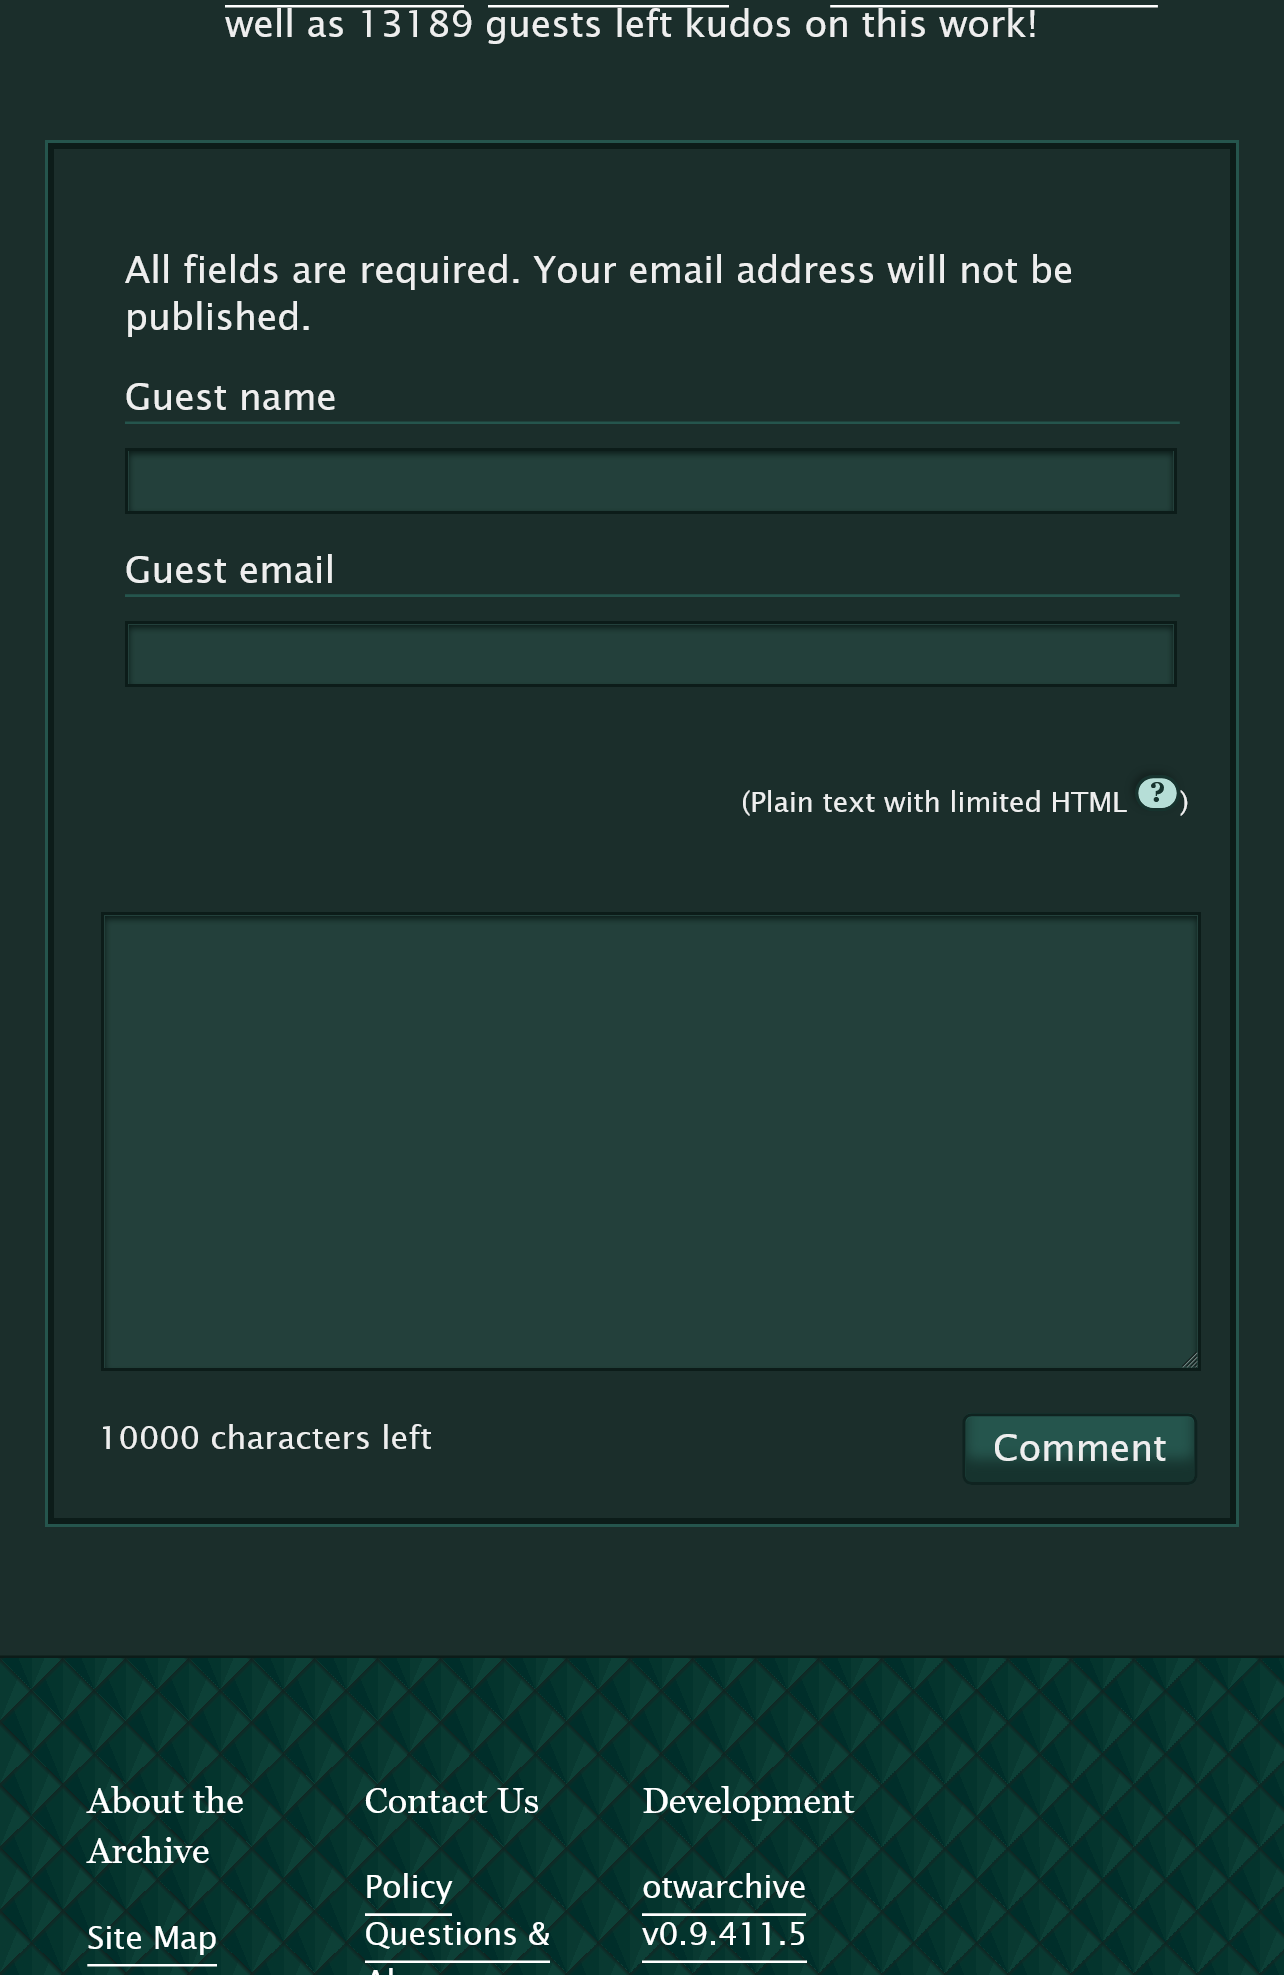 well as 13189 guests left kudos on this work!
All fields are required. Your email address will not be
published.
Guest name
Guest email
(Plain text with limited HTML ?)
10000 characters left
Comment
About the
Archive
Site Map
Contact Us
Policy
Questions &
Development
otwarchive
v0.9.411.5